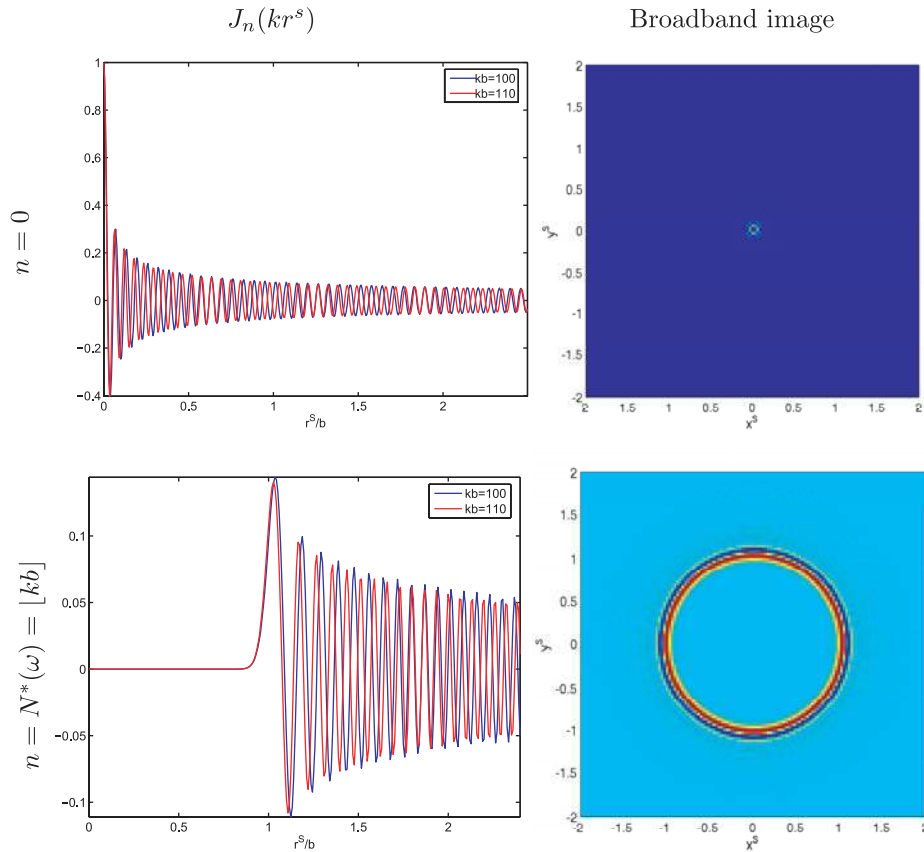 J_n(kr^s)
Broadband image
n = 0
1
0.8
0.6
0.4
0.2
0
−0.2
−0.4
0 0.5 1 1.5 2
r^S/b
kb=100
kb=110
2
1.5
1
0.5
0
-0.5
-1
-1.5
-2
2 -1.5 -1 0.5 0 0.5 1 1.5 2
x^S
y^S
n = N*(ω) = ⌊kb⌋
0.1
0.05
0
−0.05
−0.1
0 0.5 1 1.5 2
r^S/b
kb=100
kb=110
2
1.5
1
0.5
0
-0.5
-1
-1.5
-2
-2 -1.5 -1 -0.5 0 0.5 1 1.5 2
x^S
y^S